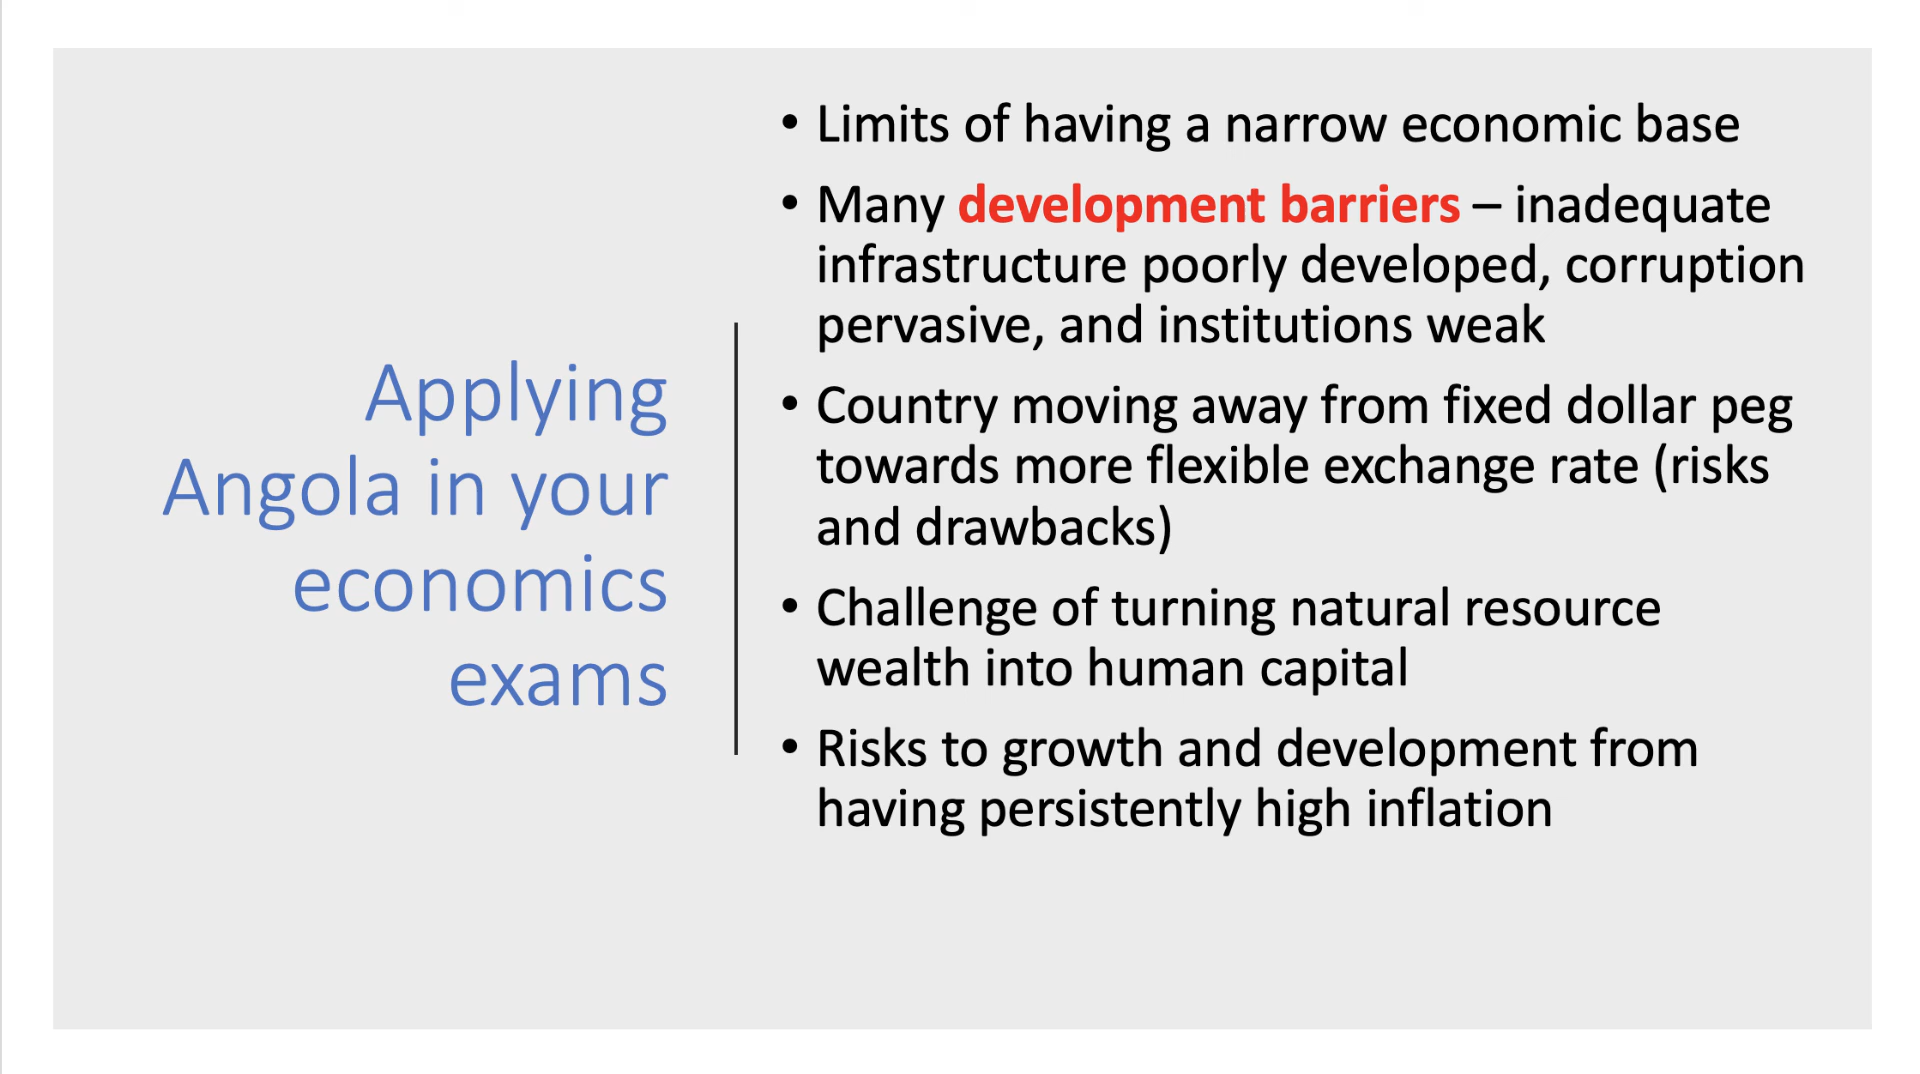 Applying
Angola in your
economics
exams
• Limits of having a narrow economic base
• Many development barriers – inadequate
infrastructure poorly developed, corruption
pervasive, and institutions weak
• Country moving away from fixed dollar peg
towards more flexible exchange rate (risks
and drawbacks)
• Challenge of turning natural resource
wealth into human capital
• Risks to growth and development from
having persistently high inflation